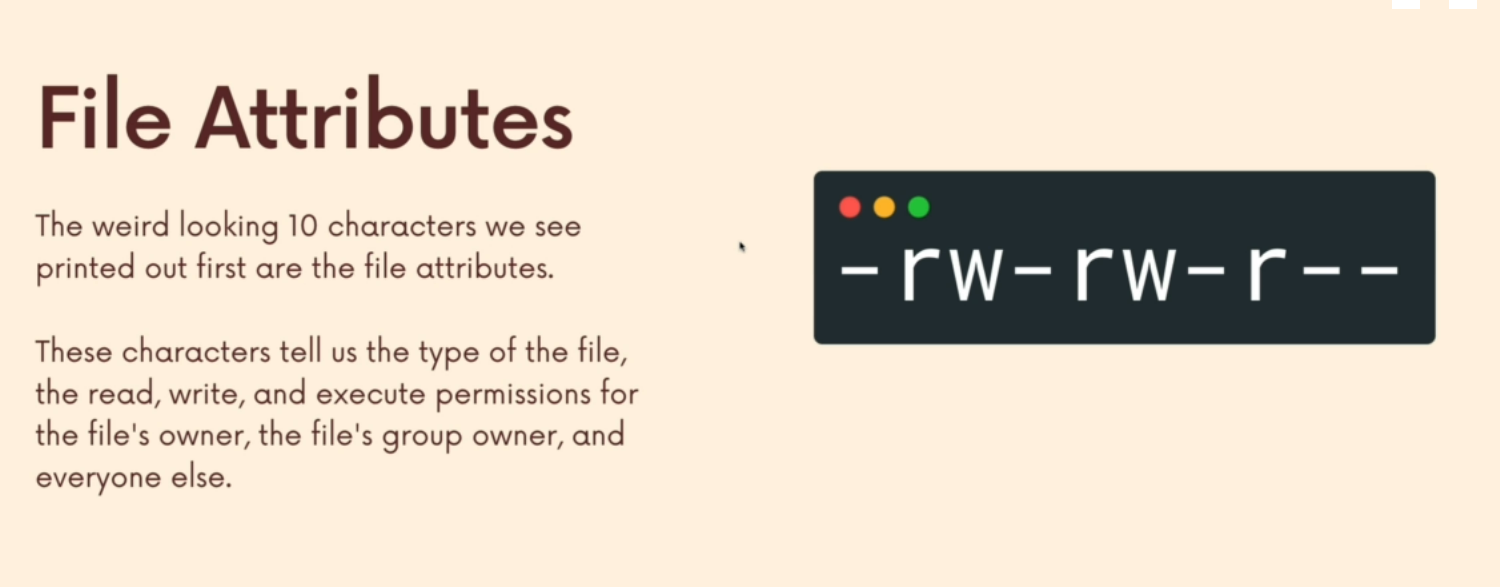 File Attributes
The weird looking 10 characters we see
printed out first are the file attributes.
These characters tell us the type of the file,
the read, write, and execute permissions for
the file's owner, the file's group owner, and
everyone else.
-rw-rw-r--